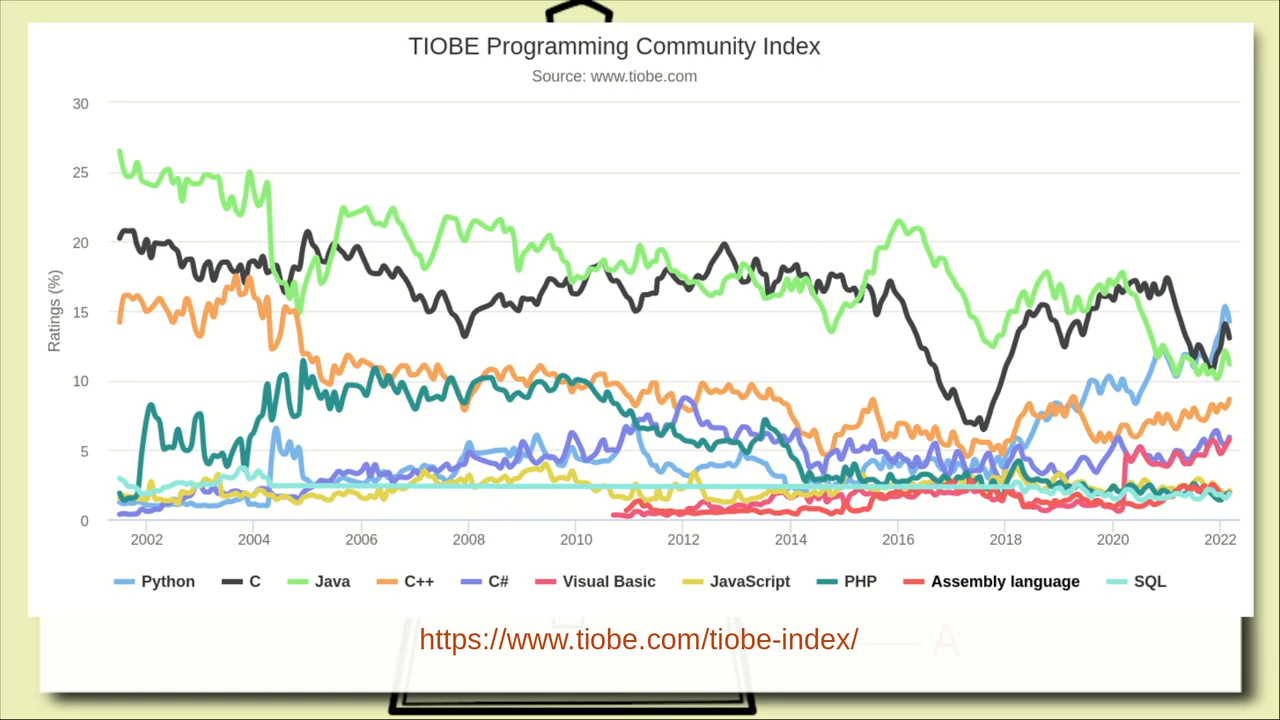 TIOBE Programming Community Index
Source: www.tiobe.com
Ratings (%)
30
25
20
15
10
5
0
2002 2004 2006 2008 2010 2012 2014 2016 2018 2020 2022
Python C Java C++ C# Visual Basic JavaScript PHP Assembly language SQL
https://www.tiobe.com/tiobe-index/
A